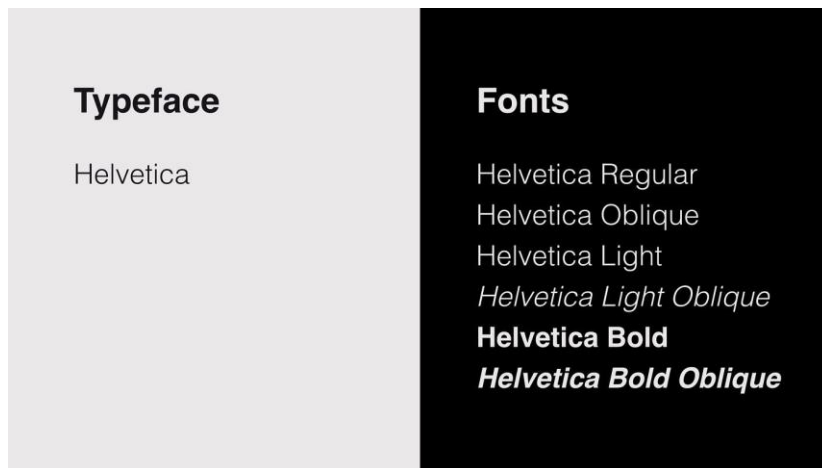 Typeface
Helvetica
Fonts
Helvetica Regular
Helvetica Oblique
Helvetica Light
Helvetica Light Oblique
Helvetica Bold
Helvetica Bold Oblique